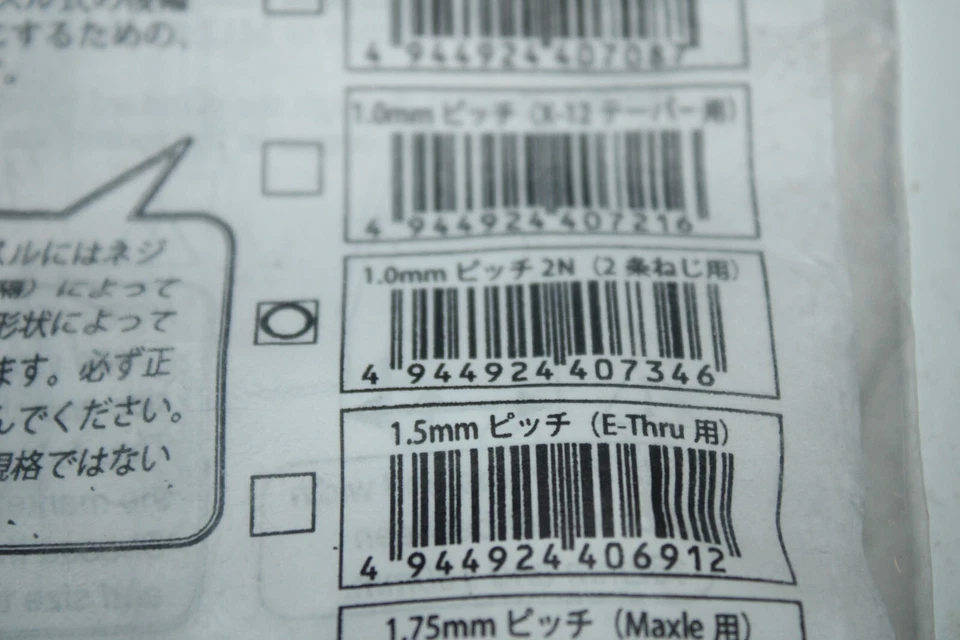 にするための、
す。
4 944924 407087
1.0mm ピッチ（X-12 テーパー用）
4 944924 407216
スルにはネジ
によって
形状によって
ます。必ず正
んでください。
規格ではない
1.0mm ピッチ 2N（2 条ねじ用）
4 944924 407346
1.5mm ピッチ（E-Thru 用）
4 944924 406912
1.75mm ピッチ（Maxle 用）